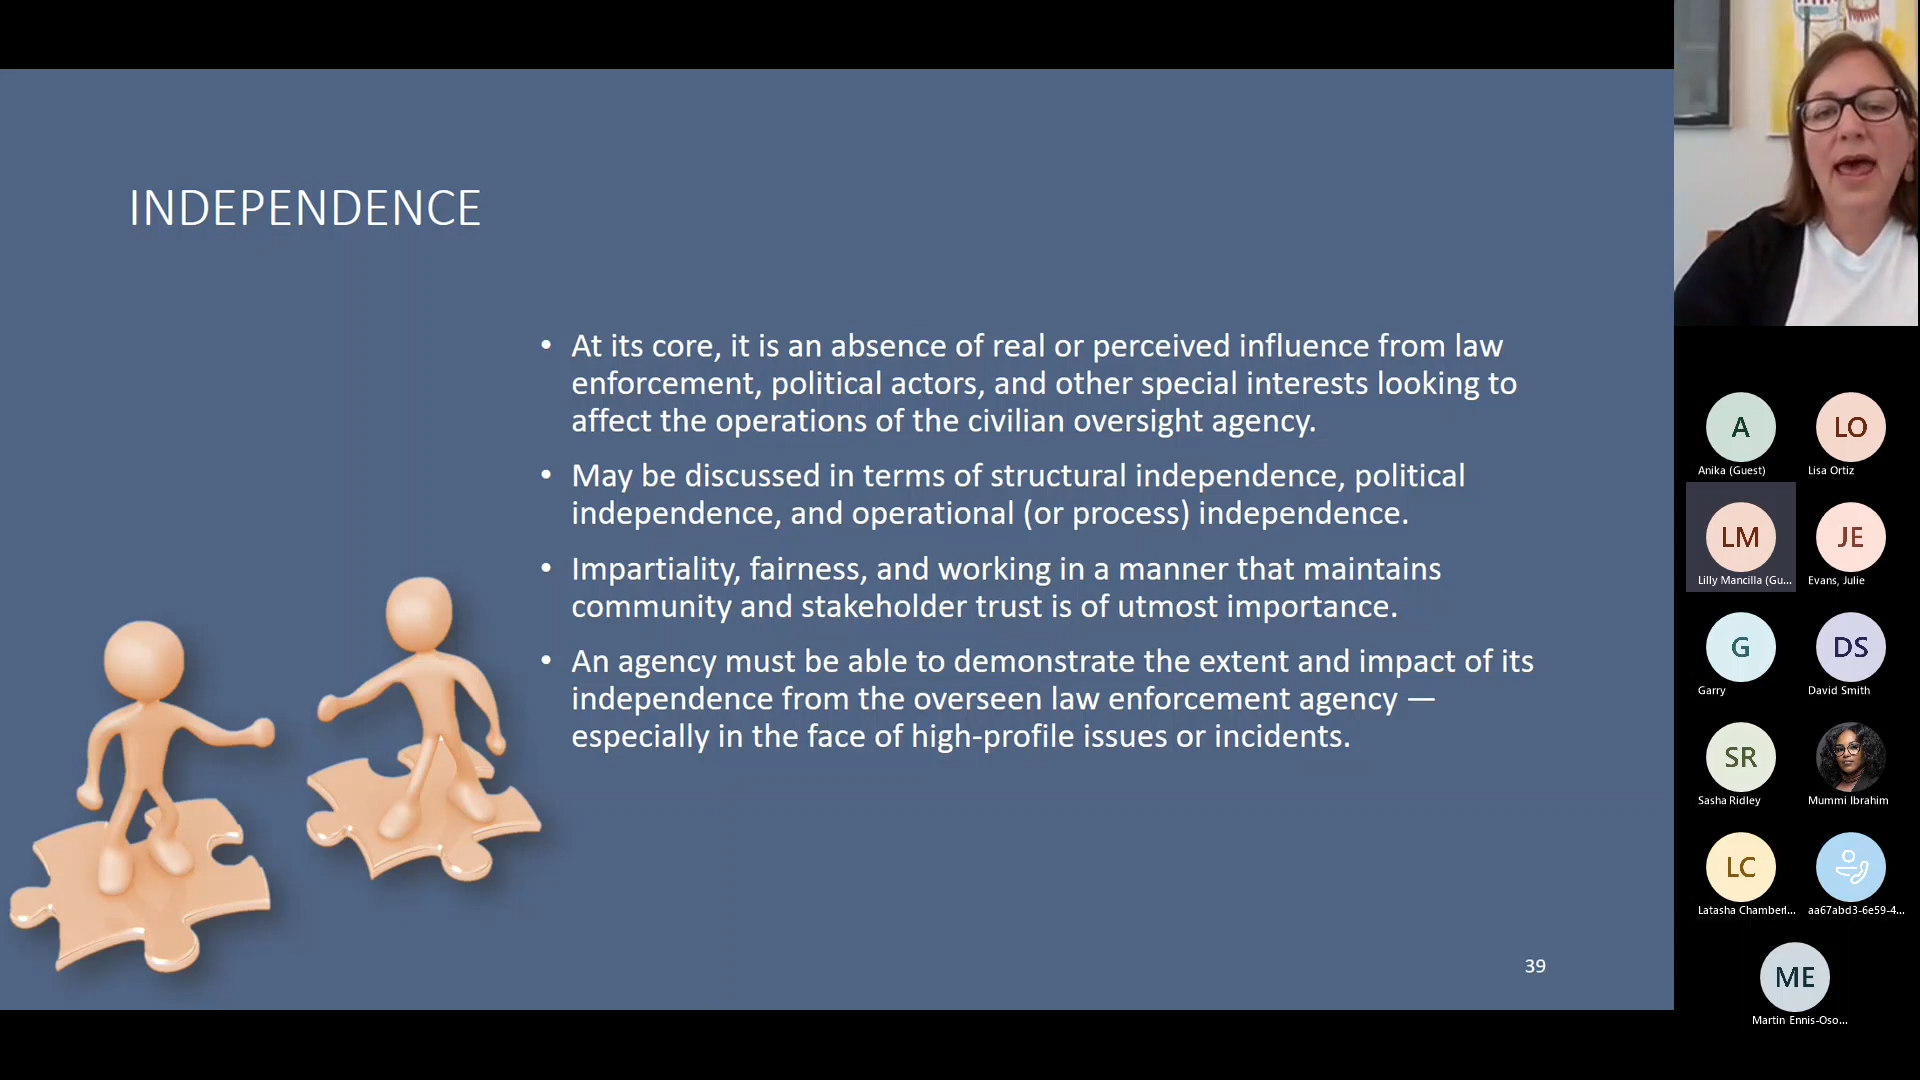 INDEPENDENCE
• At its core, it is an absence of real or perceived influence from law
enforcement, political actors, and other special interests looking to
affect the operations of the civilian oversight agency.
• May be discussed in terms of structural independence, political
independence, and operational (or process) independence.
• Impartiality, fairness, and working in a manner that maintains
community and stakeholder trust is of utmost importance.
• An agency must be able to demonstrate the extent and impact of its
independence from the overseen law enforcement agency —
especially in the face of high-profile issues or incidents.
39
A
Anika (Guest)
LO
Lisa Ortiz
LM
Lilly Mancilla (Gu...
JE
Evans, Julie
G
Garry
DS
David Smith
SR
Sasha Ridley
Mummi Ibrahim
LC
Latasha Chamberl...
aa67abd3-6e59-4...
ME
Martin Ennis-Oso...